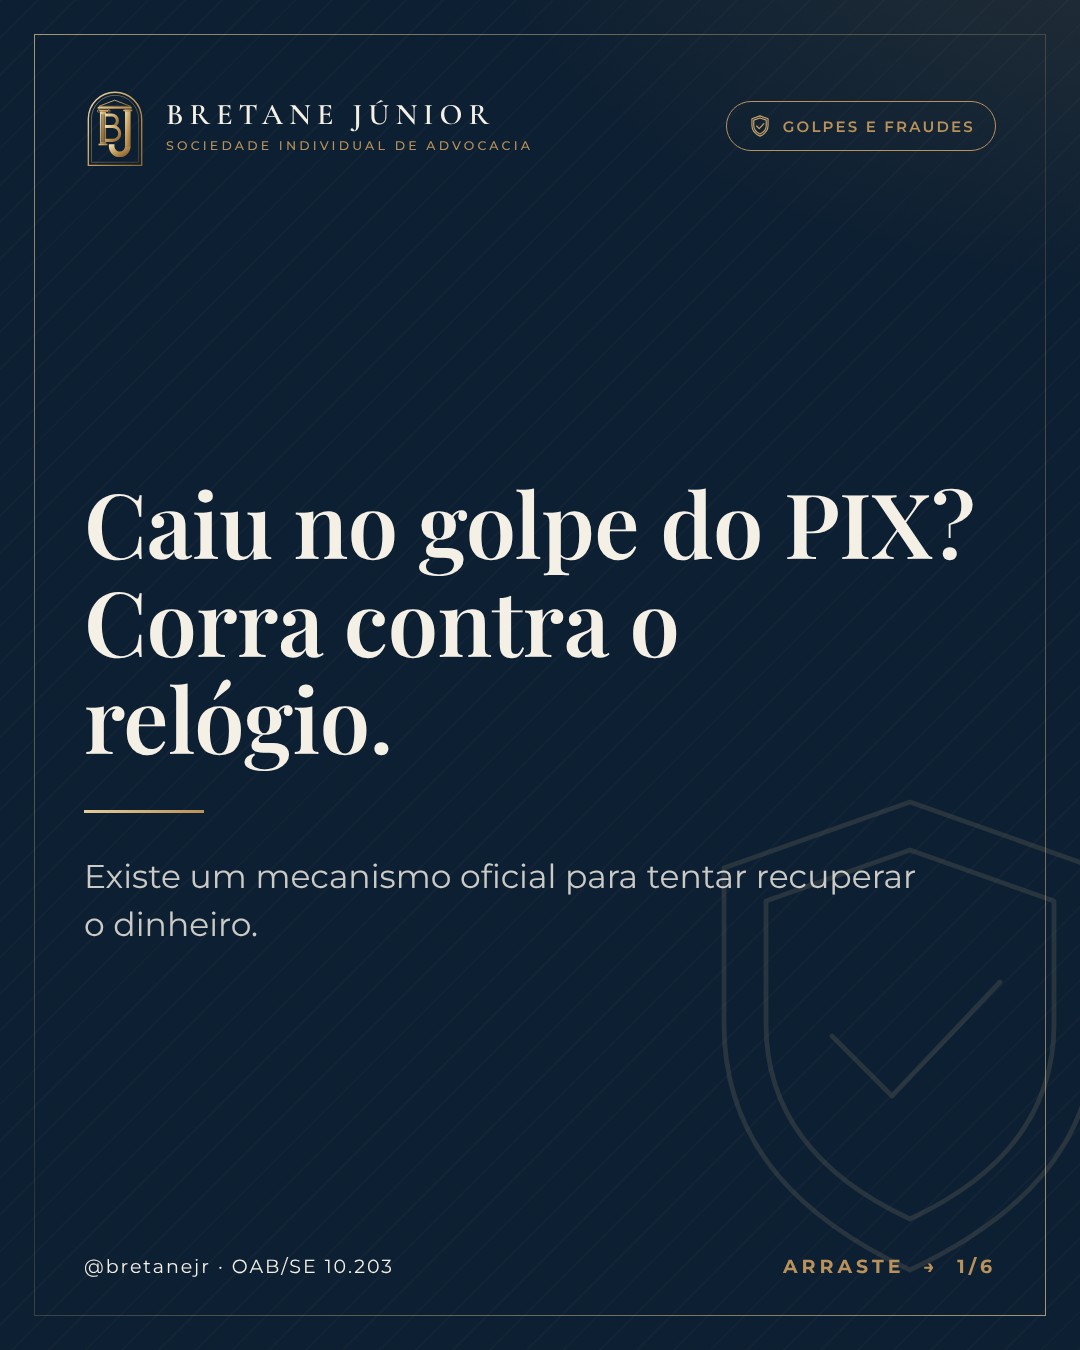 BRETANE JÚNIOR
SOCIEDADE INDIVIDUAL DE ADVOCACIA
GOLPES E FRAUDES
Caiu no golpe do PIX?
Corra contra o
relógio.
Existe um mecanismo oficial para tentar recuperar
o dinheiro.
@bretanejr · OAB/SE 10.203
ARRASTE → 1/6